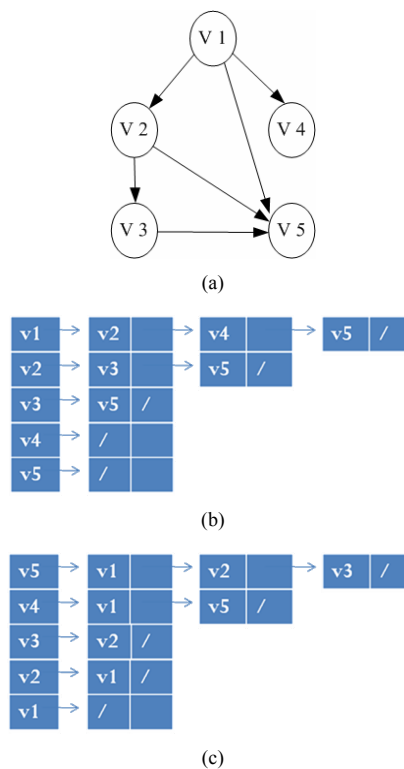 V 1
V 2
V 4
V 3
V 5
(a)
v1 v2 v4 v5 /
v2 v3 v5 /
v3 v5 /
v4 /
v5 /
(b)
v5 v1 v2 v3 /
v4 v1 v5 /
v3 v2 /
v2 v1 /
v1 /
(c)